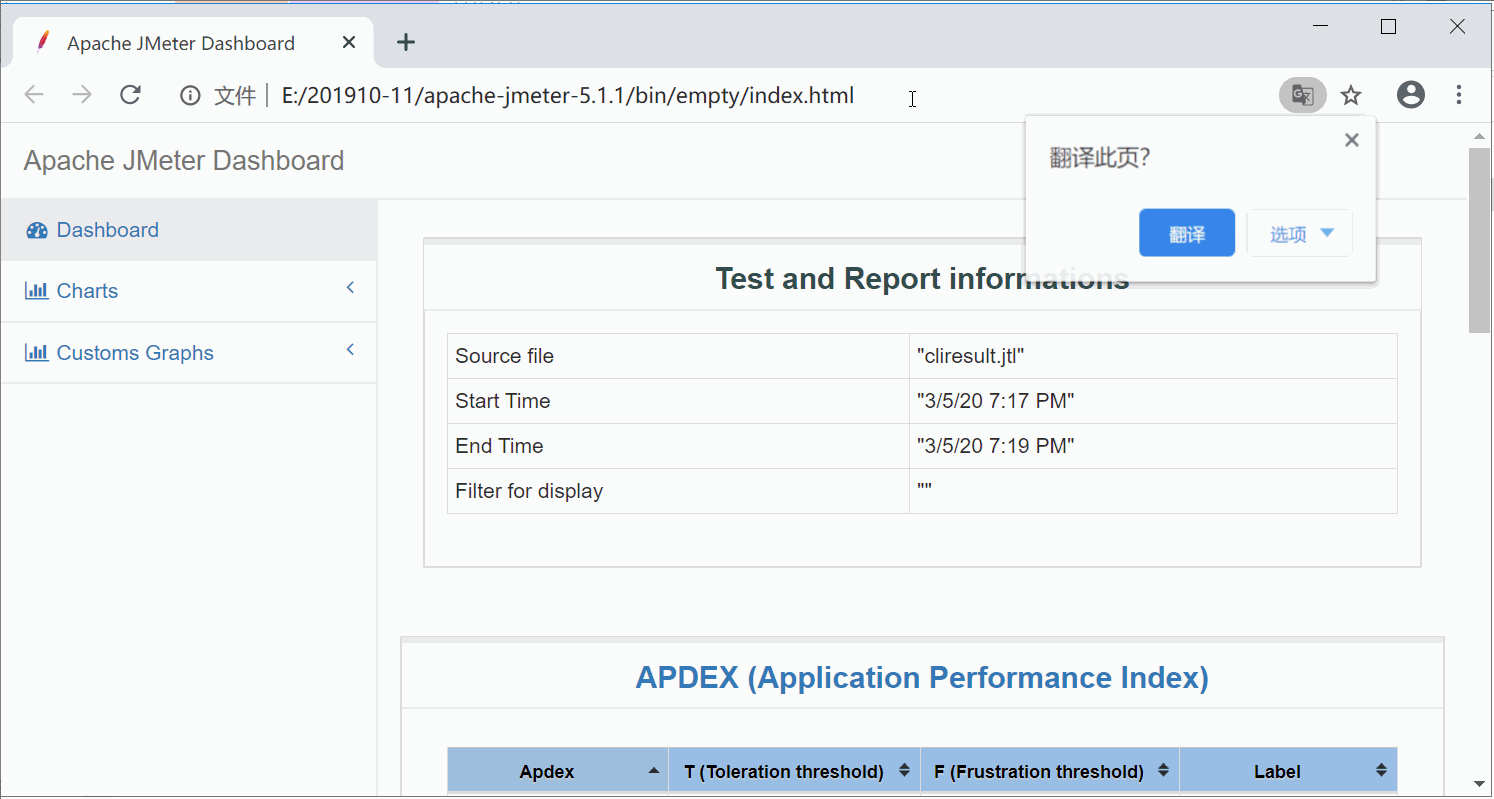 Apache JMeter Dashboard
文件 E:/201910-11/apache-jmeter-5.1.1/bin/empty/index.html
Apache JMeter Dashboard
翻译此页?
翻译 选项
Dashboard
Charts
Customs Graphs
Test and Report informations
Source file "cliresult.jtl"
Start Time "3/5/20 7:17 PM"
End Time "3/5/20 7:19 PM"
Filter for display ""
APDEX (Application Performance Index)
Apdex T (Toleration threshold) F (Frustration threshold) Label